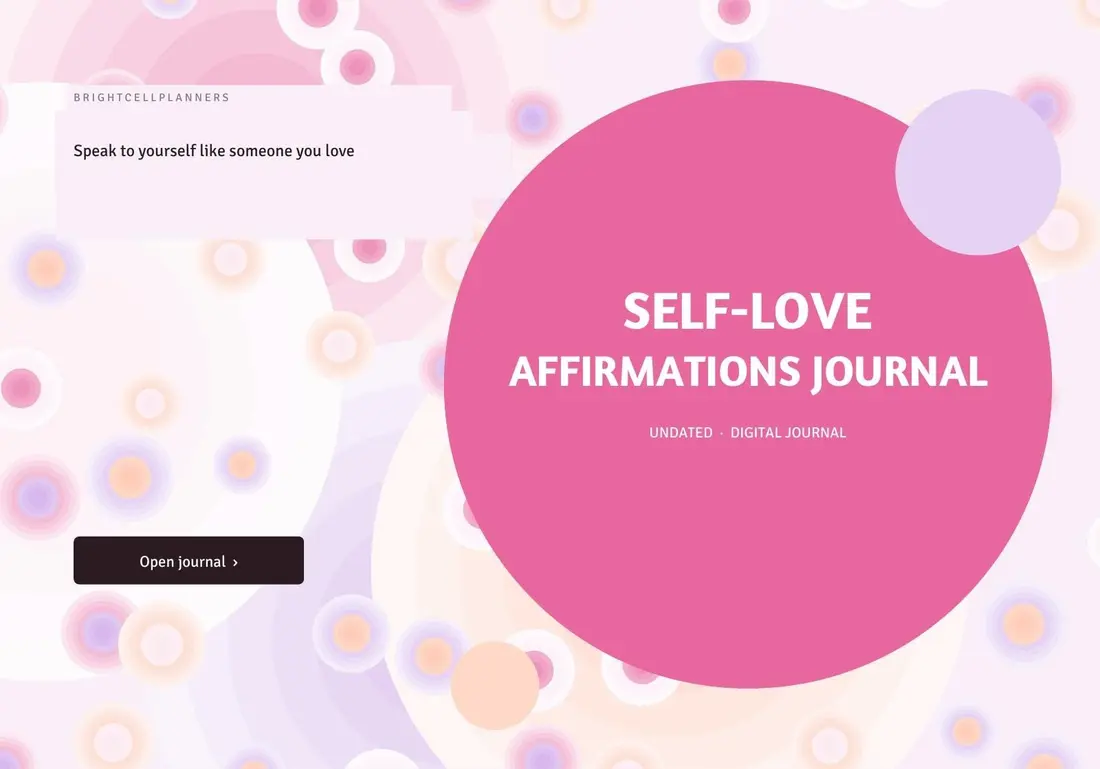 BRIGHTCELLPLANNERS
Speak to yourself like someone you love
SELF-LOVE
AFFIRMATIONS JOURNAL
UNDATED · DIGITAL JOURNAL
Open journal ›